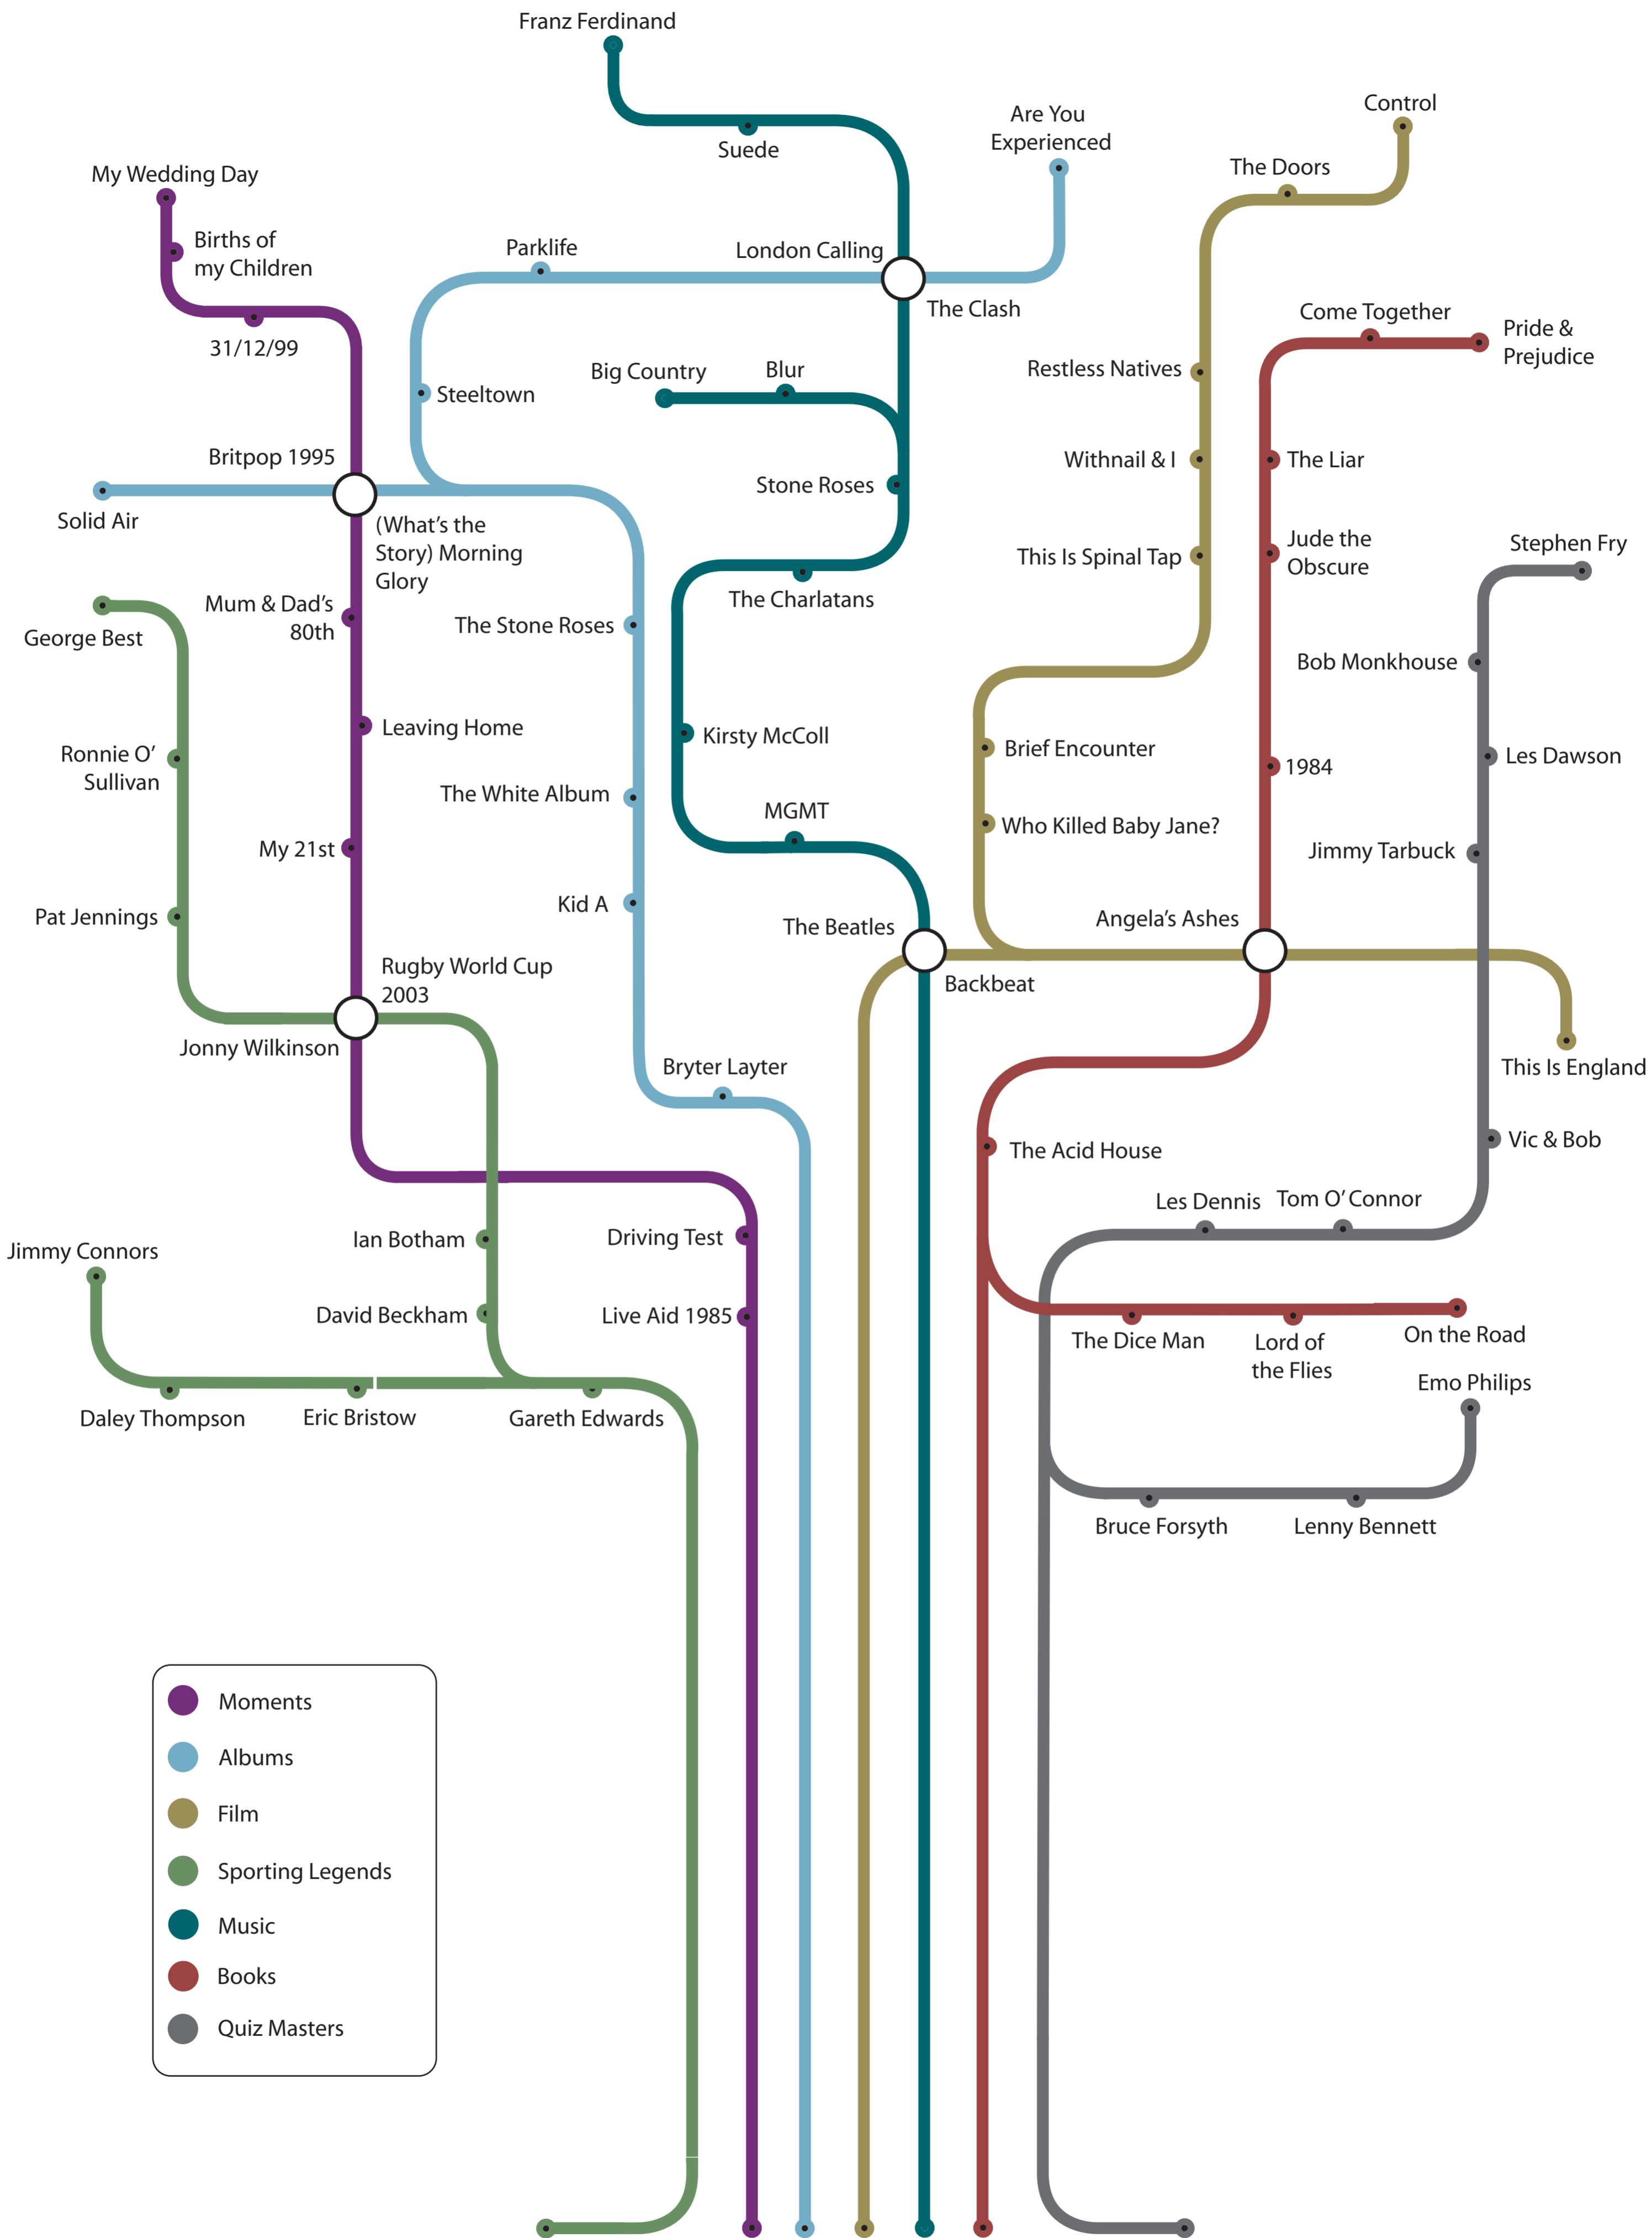 Franz Ferdinand
Control
Are You
Experienced
Suede
The Doors
My Wedding Day
Births of
my Children
Parklife
London Calling
The Clash
Come Together
Pride &
Prejudice
31/12/99
Restless Natives
Big Country
Blur
Steeltown
Britpop 1995
Withnail & I
The Liar
Stone Roses
Solid Air
(What’s the
Story) Morning
Glory
This Is Spinal Tap
Jude the
Obscure
Stephen Fry
The Charlatans
Mum & Dad’s
80th
George Best
The Stone Roses
Bob Monkhouse
Leaving Home
Kirsty McColl
Ronnie O’
Sullivan
Brief Encounter
Les Dawson
1984
The White Album
MGMT
Who Killed Baby Jane?
My 21st
Jimmy Tarbuck
Kid A
Pat Jennings
The Beatles
Angela’s Ashes
Rugby World Cup
2003
Backbeat
Jonny Wilkinson
Bryter Layter
This Is England
The Acid House
Vic & Bob
Les Dennis
Tom O’ Connor
Ian Botham
Driving Test
Jimmy Connors
David Beckham
Live Aid 1985
The Dice Man
Lord of
the Flies
On the Road
Emo Philips
Daley Thompson
Eric Bristow
Gareth Edwards
Bruce Forsyth
Lenny Bennett
Moments
Albums
Film
Sporting Legends
Music
Books
Quiz Masters